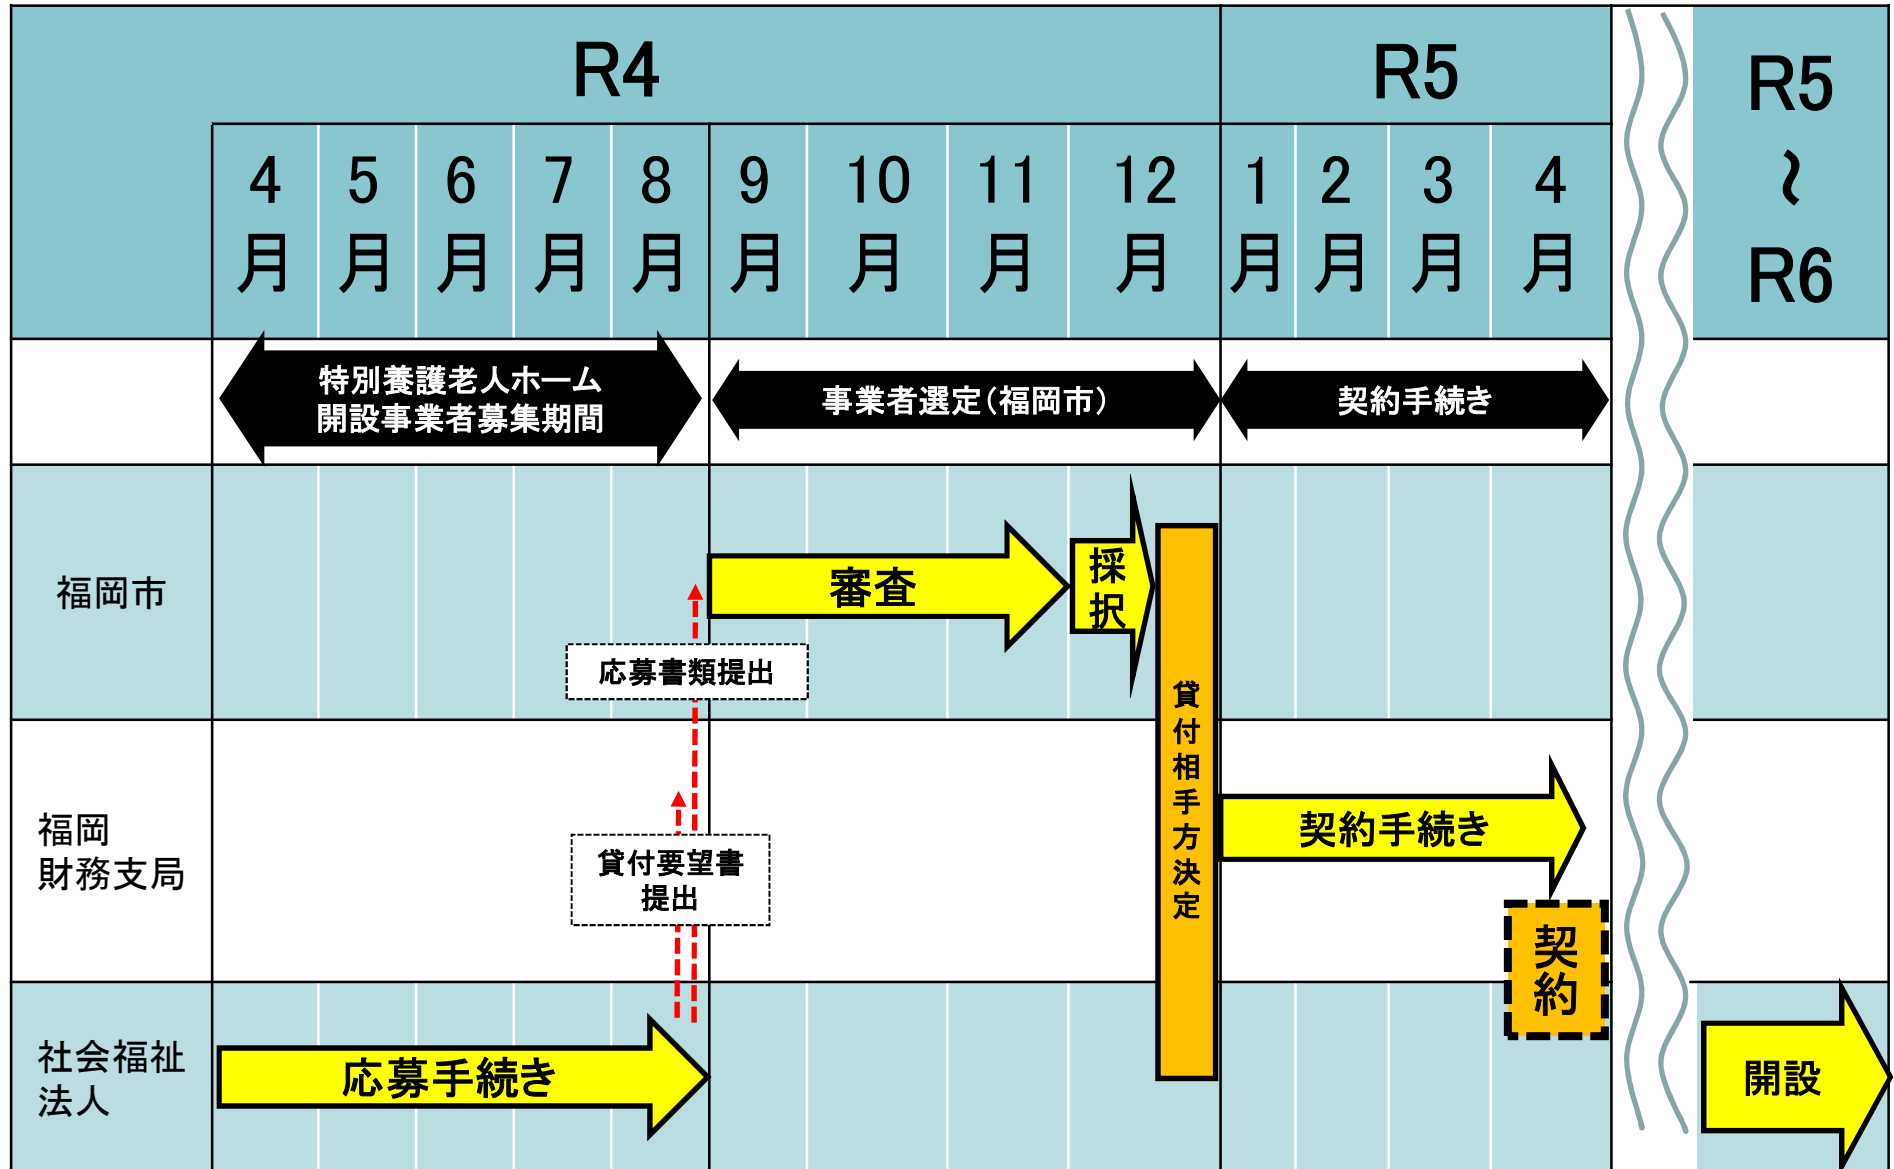 R4
R5
R5
～
R6
4
月
5
月
6
月
7
月
8
月
9
月
10
月
11
月
12
月
1
月
2
月
3
月
4
月
特別養護老人ホーム
開設事業者募集期間
事業者選定（福岡市）
契約手続き
福岡市
審査
採
択
応募書類提出
貸
付
相
手
方
決
定
福岡
財務支局
貸付要望書
提出
契約手続き
契
約
社会福祉
法人
応募手続き
開設